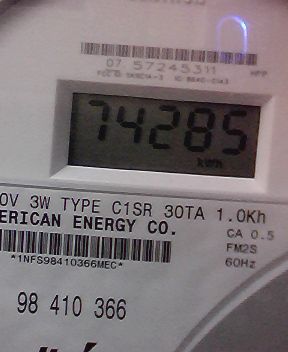 07 57245311
74285
kWh
0V 3W TYPE C1SR 30TA 1.0Kh
ERICAN ENERGY CO.
CA 0.5
FM2S
60Hz
*1NFS98410366MEC*
98 410 366